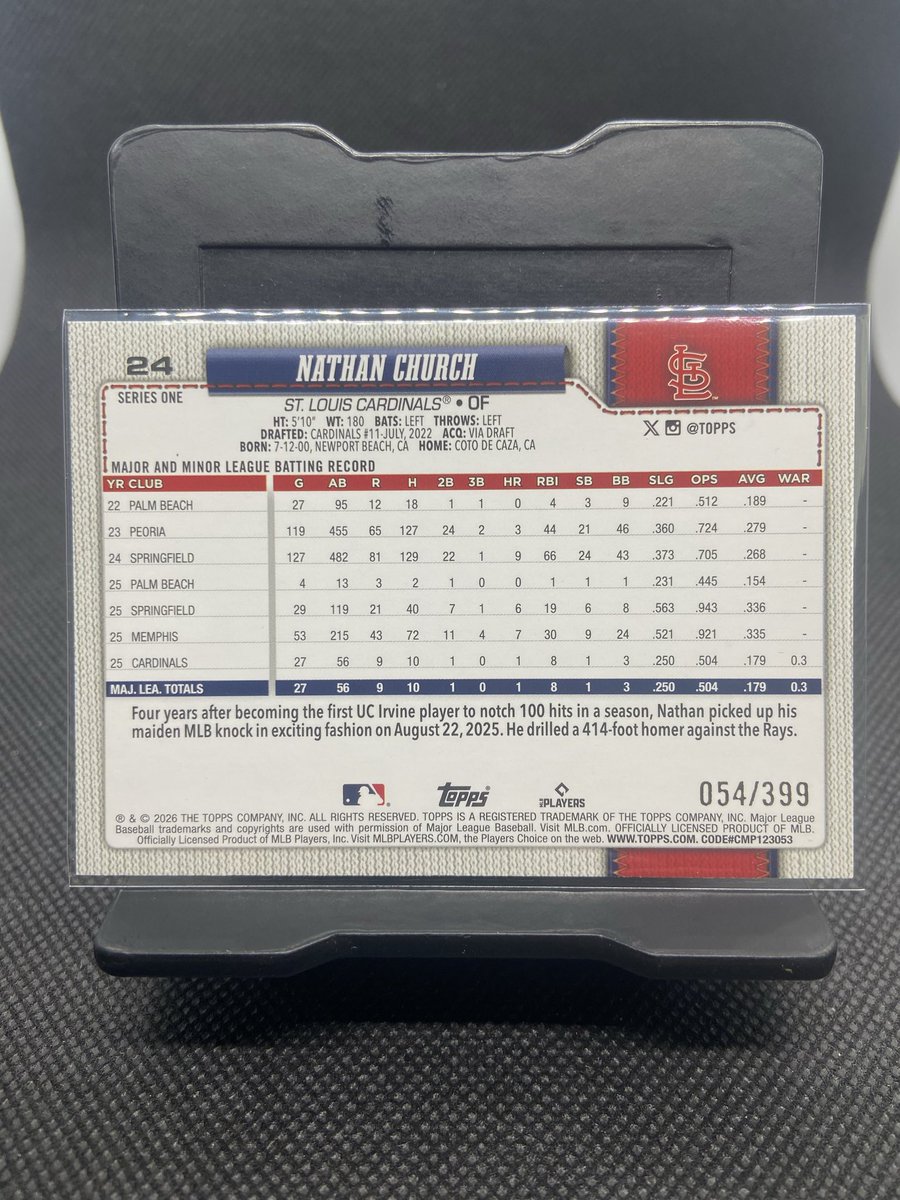 24
NATHAN CHURCH
SERIES ONE
ST. LOUIS CARDINALS® • OF
HT: 5'10" WT: 180 BATS: LEFT THROWS: LEFT
DRAFTED: CARDINALS #11-JULY, 2022 ACQ: VIA DRAFT
BORN: 7-12-00, NEWPORT BEACH, CA HOME: COTO DE CAZA, CA
X @TOPPS
StL ™
MAJOR AND MINOR LEAGUE BATTING RECORD
YR CLUB G AB R H 2B 3B HR RBI SB BB SLG OPS AVG WAR
22 PALM BEACH 27 95 12 18 1 1 0 4 3 9 .221 .512 .189 -
23 PEORIA 119 455 65 127 24 2 3 44 21 46 .360 .724 .279 -
24 SPRINGFIELD 127 482 81 129 22 1 9 66 24 43 .373 .705 .268 -
25 PALM BEACH 4 13 3 2 1 0 0 1 1 1 .231 .445 .154 -
25 SPRINGFIELD 29 119 21 40 7 1 6 19 6 8 .563 .943 .336 -
25 MEMPHIS 53 215 43 72 11 4 7 30 9 24 .521 .921 .335 -
25 CARDINALS 27 56 9 10 1 0 1 8 1 3 .250 .504 .179 0.3
MAJ. LEA. TOTALS 27 56 9 10 1 0 1 8 1 3 .250 .504 .179 0.3
Four years after becoming the first UC Irvine player to notch 100 hits in a season, Nathan picked up his
maiden MLB knock in exciting fashion on August 22, 2025. He drilled a 414-foot homer against the Rays.
Topps® MLB PLAYERS
054/399
® & © 2026 THE TOPPS COMPANY, INC. ALL RIGHTS RESERVED. TOPPS IS A REGISTERED TRADEMARK OF THE TOPPS COMPANY, INC. Major League
Baseball trademarks and copyrights are used with permission of Major League Baseball. Visit MLB.com. OFFICIALLY LICENSED PRODUCT OF MLB.
Officially Licensed Product of MLB Players, Inc. Visit MLBPLAYERS.COM, the Players Choice on the web. WWW.TOPPS.COM. CODE#CMP123053